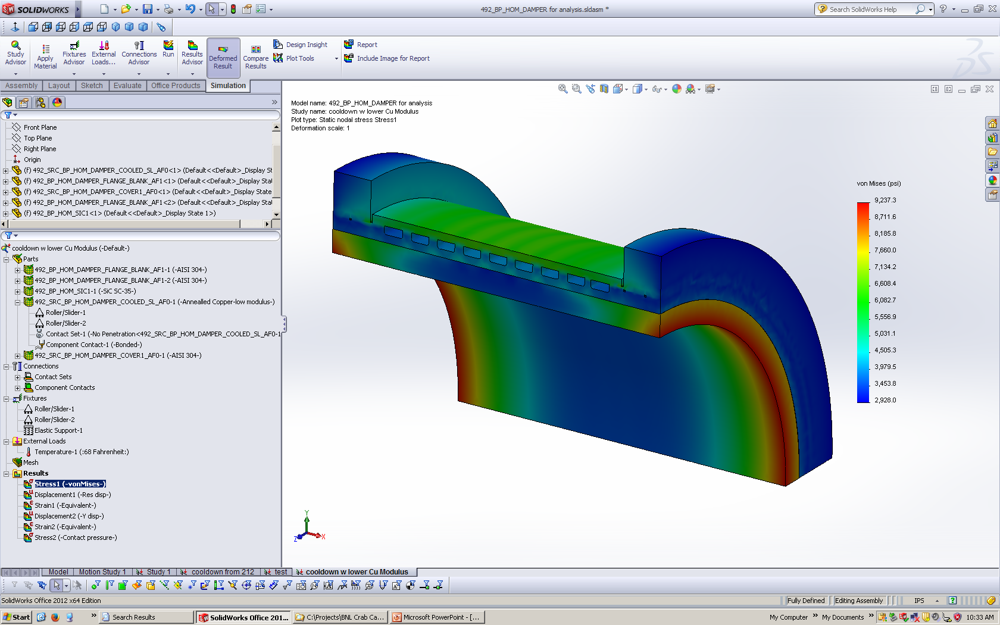 SOLIDWORKS
492_BP_HOM_DAMPER for analysis.sldasm *
Search SolidWorks Help
Study Advisor
Apply Material
Fixtures Advisor
External Loads...
Connections Advisor
Run
Results Advisor
Deformed Result
Compare Results
Design Insight
Plot Tools
Report
Include Image for Report
Assembly Layout Sketch Evaluate Office Products Simulation
Front Plane
Top Plane
Right Plane
Origin
(f) 492_SRC_BP_HOM_DAMPER_COOLED_SL_AF0<1> (Default<<Default>_Display St
(f) 492_BP_HOM_DAMPER_FLANGE_BLANK_AF1<1> (Default<<Default>_Display Sta
(f) 492_SRC_BP_HOM_DAMPER_COVER1_AF0<1> (Default<<Default>_Display State
(f) 492_BP_HOM_DAMPER_FLANGE_BLANK_AF1<2> (Default<<Default>_Display Sta
(f) 492_BP_HOM_SIC1<1> (Default<<Default>_Display State 1>)
cooldown w lower Cu Modulus (-Default-)
Parts
492_BP_HOM_DAMPER_FLANGE_BLANK_AF1-1 (-AISI 304-)
492_BP_HOM_DAMPER_FLANGE_BLANK_AF1-2 (-AISI 304-)
492_BP_HOM_SIC1-1 (-SiC SC-35-)
492_SRC_BP_HOM_DAMPER_COOLED_SL_AF0-1 (-Annealled Copper-low modulus-)
Roller/Slider-1
Roller/Slider-2
Contact Set-1 (-No Penetration<492_SRC_BP_HOM_DAMPER_COOLED_SL_AF0-1
Component Contact-1 (-Bonded-)
492_SRC_BP_HOM_DAMPER_COVER1_AF0-1 (-AISI 304-)
Connections
Contact Sets
Component Contacts
Fixtures
Roller/Slider-1
Roller/Slider-2
Elastic Support-1
External Loads
Temperature-1 (:68 Fahrenheit:)
Mesh
Results
Stress1 (-vonMises-)
Displacement1 (-Res disp-)
Strain1 (-Equivalent-)
Displacement2 (-Y disp-)
Strain2 (-Equivalent-)
Stress2 (-Contact pressure-)
Model name: 492_BP_HOM_DAMPER for analysis
Study name: cooldown w lower Cu Modulus
Plot type: Static nodal stress Stress1
Deformation scale: 1
von Mises (psi)
9,237.3
8,711.6
8,185.8
7,660.0
7,134.2
6,608.4
6,082.7
5,556.9
5,031.1
4,505.3
3,979.5
3,453.8
2,928.0
Y
Z
X
Model Motion Study 1 Study 1 cooldown from 212 test cooldown w lower Cu Modulus
SolidWorks Office 2012 x64 Edition
Fully Defined Editing Assembly IPS
Start Search Results SolidWorks Office 201... C:\Projects\BNL Crab Ca... Microsoft PowerPoint - [... My Computer My Documents 10:33 AM